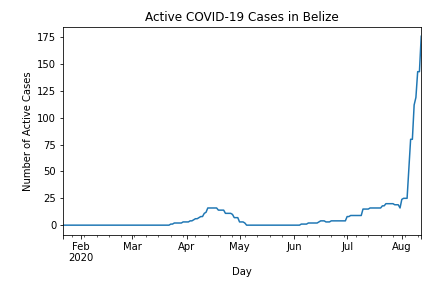 Active COVID-19 Cases in Belize
Number of Active Cases
175
150
125
100
75
50
25
0
Feb
2020
Mar
Apr
May
Jun
Jul
Aug
Day